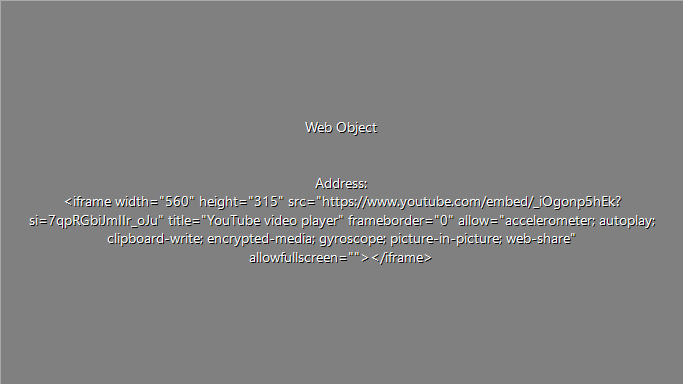 Web Object
Address:
<iframe width="560" height="315" src="https://www.youtube.com/embed/_iOgonp5hEk?
si=7qpRGbiJmIIr_oJu" title="YouTube video player" frameborder="0" allow="accelerometer; autoplay;
clipboard-write; encrypted-media; gyroscope; picture-in-picture; web-share"
allowfullscreen=""></iframe>